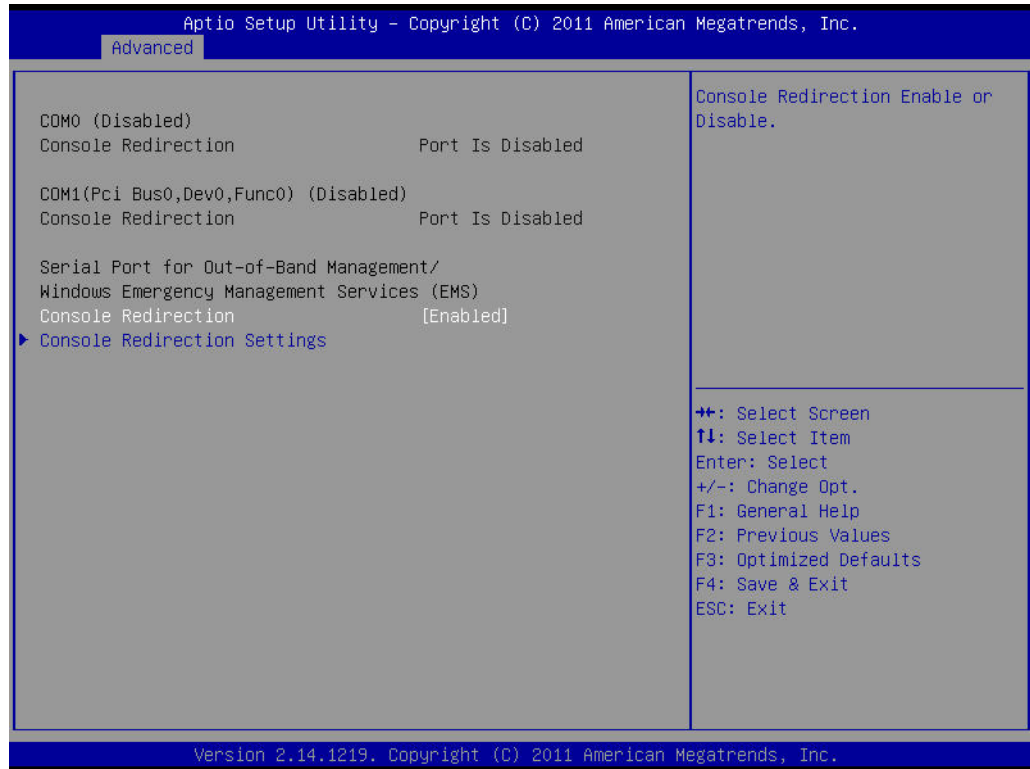 Aptio Setup Utility – Copyright (C) 2011 American Megatrends, Inc.
Advanced
COM0 (Disabled)
Console Redirection Port Is Disabled
COM1(Pci Bus0,Dev0,Func0) (Disabled)
Console Redirection Port Is Disabled
Serial Port for Out-of-Band Management/
Windows Emergency Management Services (EMS)
Console Redirection [Enabled]
► Console Redirection Settings
Console Redirection Enable or
Disable.
→←: Select Screen
↑↓: Select Item
Enter: Select
+/-: Change Opt.
F1: General Help
F2: Previous Values
F3: Optimized Defaults
F4: Save & Exit
ESC: Exit
Version 2.14.1219. Copyright (C) 2011 American Megatrends, Inc.